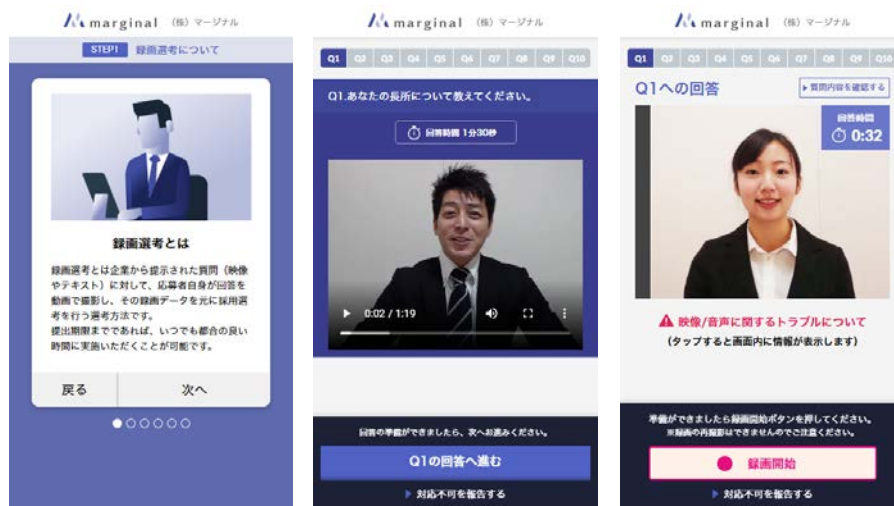 marginal (株) マージナル
STEP1 録画選考について
録画選考とは
録画選考とは企業から提示された質問(映像
やテキスト)に対して、応募者自身が回答を
動画で撮影し、その録画データを元に採用選
考を行う選考方法です。
提出期限まででであれば、いつでも都合の良い
時間に実施いただくことが可能です。
戻る 次へ
marginal (株) マージナル
Q1 Q2 Q3 Q4 Q5 Q6 Q7 Q8 Q9 Q10
Q1.あなたの長所について教えてください。
回答時間 1分30秒
0:02 / 1:19
回答の準備ができましたら、次へお進みください。
Q1の回答へ進む
対応不可を報告する
marginal (株) マージナル
Q1 Q2 Q3 Q4 Q5 Q6 Q7 Q8 Q9 Q10
Q1への回答
質問内容を確認する
回答時間
0:32
映像/音声に関するトラブルについて
(タップすると画面内に情報が表示します)
準備ができましたら録画開始ボタンを押してください。
※録画の再撮影はできませんのでご注意ください。
録画開始
対応不可を報告する